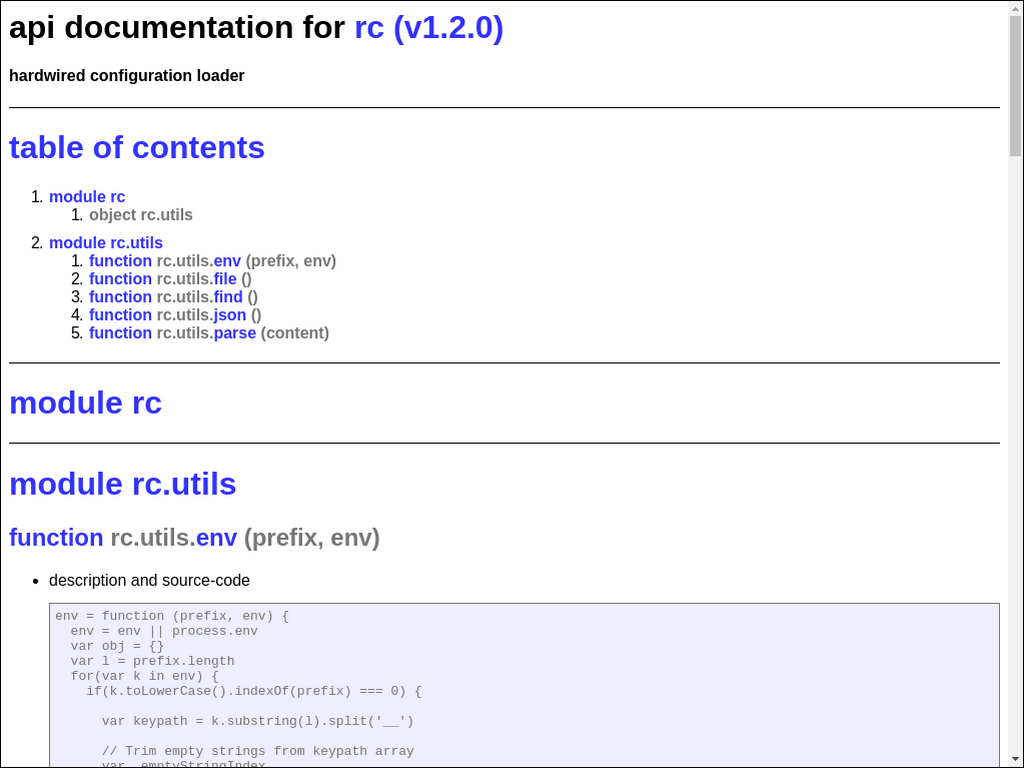 api documentation for rc (v1.2.0)
hardwired configuration loader
table of contents
1. module rc
1. object rc.utils
2. module rc.utils
1. function rc.utils.env (prefix, env)
2. function rc.utils.file ()
3. function rc.utils.find ()
4. function rc.utils.json ()
5. function rc.utils.parse (content)
module rc
module rc.utils
function rc.utils.env (prefix, env)
• description and source-code
env = function (prefix, env) {
  env = env || process.env
  var obj = {}
  var l = prefix.length
  for(var k in env) {
    if(k.toLowerCase().indexOf(prefix) === 0) {
      var keypath = k.substring(l).split('__')
      // Trim empty strings from keypath array
      var _emptyStringIndex